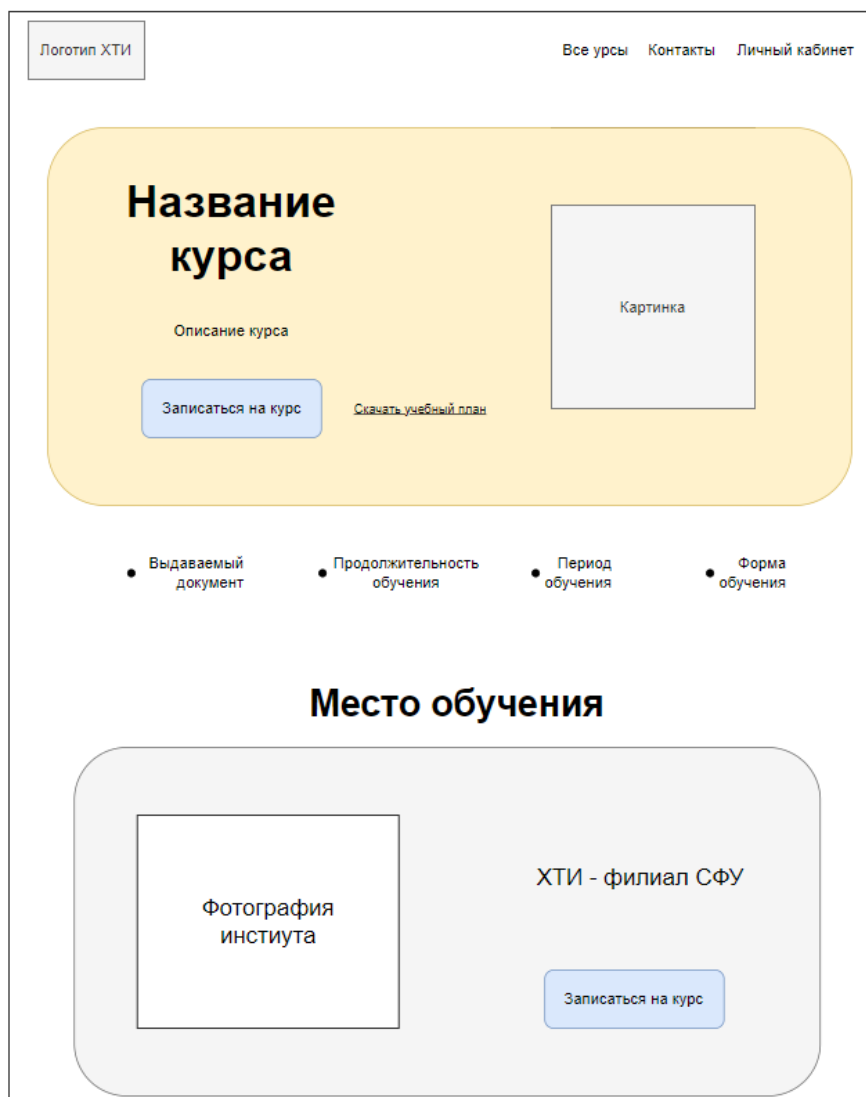 Логотип ХТИ
Все урсы Контакты Личный кабинет
Название
курса
Картинка
Описание курса
Записаться на курс
Скачать учебный план
Выдаваемый
документ
Продолжительность
обучения
Период
обучения
Форма
обучения
Место обучения
Фотография
инстиута
ХТИ - филиал СФУ
Записаться на курс